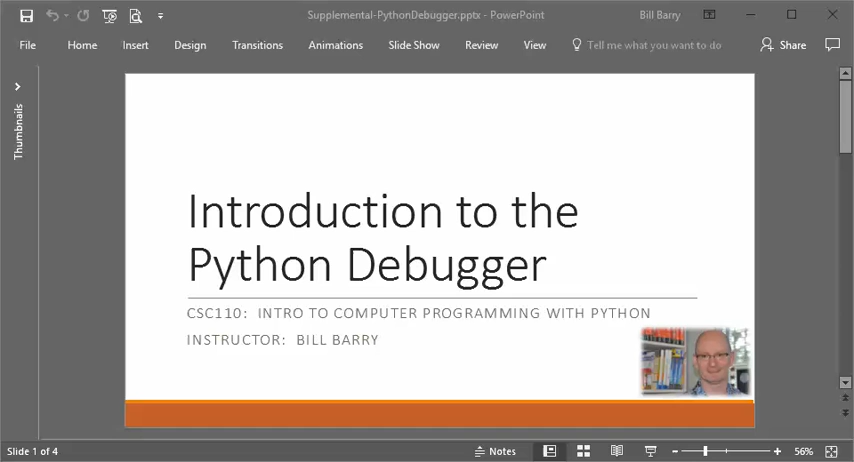 Supplemental-PythonDebugger.pptx - PowerPoint
Bill Barry
File Home Insert Design Transitions Animations Slide Show Review View Tell me what you want to do Share
Thumbnails
Introduction to the
Python Debugger
CSC110: INTRO TO COMPUTER PROGRAMMING WITH PYTHON
INSTRUCTOR: BILL BARRY
Slide 1 of 4
Notes
56%